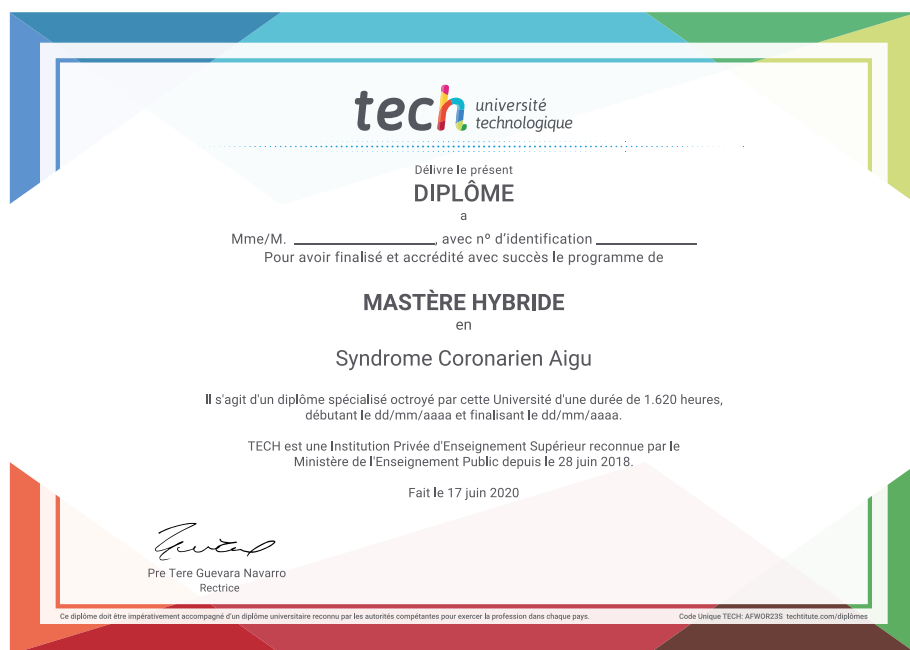 tech université
technologique
Délivre le présent
DIPLÔME
a
Mme/M. ______________, avec nº d'identification __________
Pour avoir finalisé et accrédité avec succès le programme de
MASTÈRE HYBRIDE
en
Syndrome Coronarien Aigu
Il s'agit d'un diplôme spécialisé octroyé par cette Université d'une durée de 1.620 heures,
débutant le dd/mm/aaaa et finalisant le dd/mm/aaaa.
TECH est une Institution Privée d'Enseignement Supérieur reconnue par le
Ministère de l'Enseignement Public depuis le 28 juin 2018.
Fait le 17 juin 2020
Pre Tere Guevara Navarro
Rectrice
Ce diplôme doit être impérativement accompagné d'un diplôme universitaire reconnu par les autorités compétantes pour exercer la profession dans chaque pays.
Code Unique TECH: AFWOR23S techtitute.com/diplômes